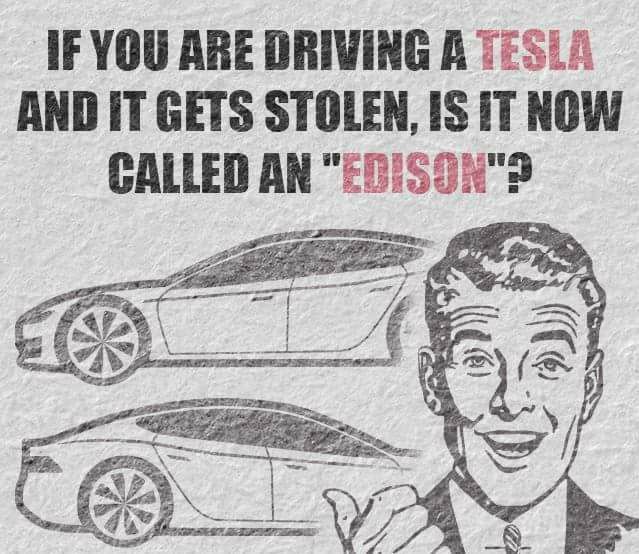 IF YOU ARE DRIVING A TESLA
AND IT GETS STOLEN, IS IT NOW
CALLED AN "EDISON"?